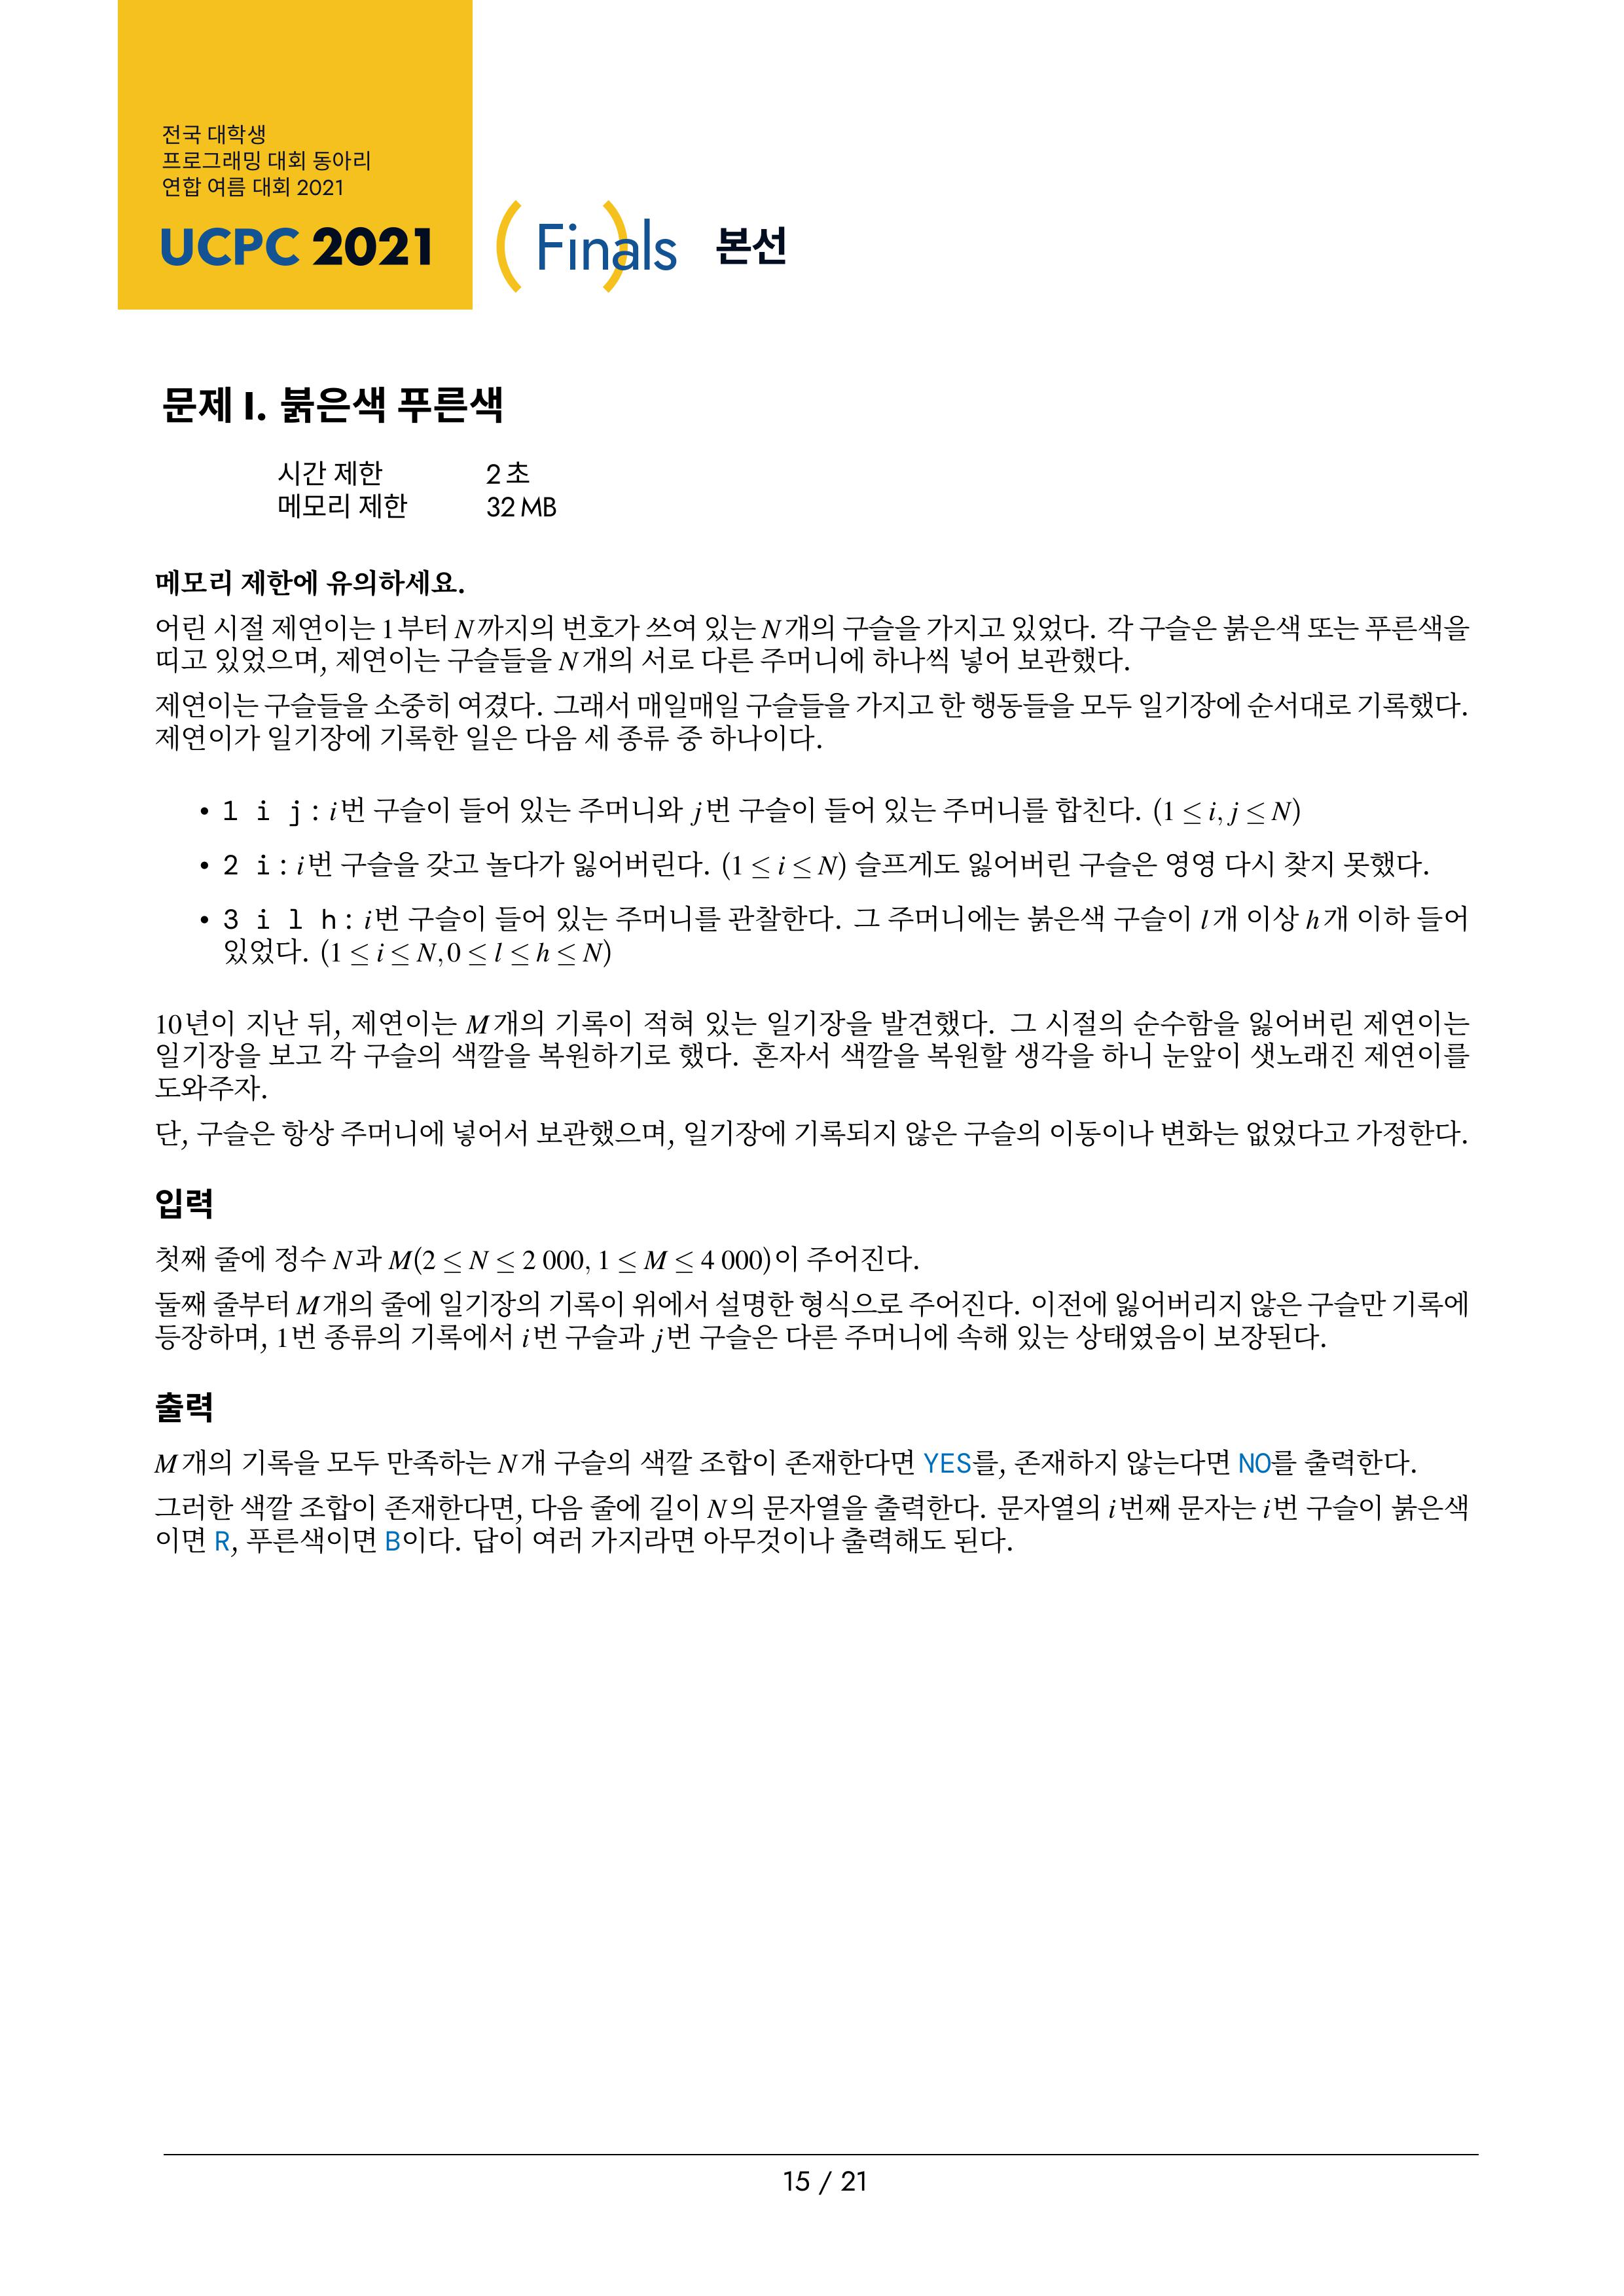 전국 대학생
프로그래밍 대회 동아리
연합 여름 대회 2021
UCPC 2021 (Fin)als 본선
문제 I. 붉은색 푸른색
시간 제한 2 초
메모리 제한 32 MB
메모리 제한에 유의하세요.
어린 시절 제연이는 1부터 N까지의 번호가 쓰여 있는 N개의 구슬을 가지고 있었다. 각 구슬은 붉은색 또는 푸른색을
띠고 있었으며, 제연이는 구슬들을 N개의 서로 다른 주머니에 하나씩 넣어 보관했다.
제연이는 구슬들을 소중히 여겼다. 그래서 매일매일 구슬들을 가지고 한 행동들을 모두 일기장에 순서대로 기록했다.
제연이가 일기장에 기록한 일은 다음 세 종류 중 하나이다.
• 1 i j : i번 구슬이 들어 있는 주머니와 j번 구슬이 들어 있는 주머니를 합친다. (1 ≤ i, j ≤ N)
• 2 i : i번 구슬을 갖고 놀다가 잃어버린다. (1 ≤ i ≤ N) 슬프게도 잃어버린 구슬은 영영 다시 찾지 못했다.
• 3 i l h : i번 구슬이 들어 있는 주머니를 관찰한다. 그 주머니에는 붉은색 구슬이 l개 이상 h개 이하 들어
있었다. (1 ≤ i ≤ N, 0 ≤ l ≤ h ≤ N)
10년이 지난 뒤, 제연이는 M개의 기록이 적혀 있는 일기장을 발견했다. 그 시절의 순수함을 잃어버린 제연이는
일기장을 보고 각 구슬의 색깔을 복원하기로 했다. 혼자서 색깔을 복원할 생각을 하니 눈앞이 샛노래진 제연이를
도와주자.
단, 구슬은 항상 주머니에 넣어서 보관했으며, 일기장에 기록되지 않은 구슬의 이동이나 변화는 없었다고 가정한다.
입력
첫째 줄에 정수 N과 M(2 ≤ N ≤ 2 000, 1 ≤ M ≤ 4 000)이 주어진다.
둘째 줄부터 M개의 줄에 일기장의 기록이 위에서 설명한 형식으로 주어진다. 이전에 잃어버리지 않은 구슬만 기록에
등장하며, 1번 종류의 기록에서 i번 구슬과 j번 구슬은 다른 주머니에 속해 있는 상태였음이 보장된다.
출력
M개의 기록을 모두 만족하는 N개 구슬의 색깔 조합이 존재한다면 YES를, 존재하지 않는다면 NO를 출력한다.
그러한 색깔 조합이 존재한다면, 다음 줄에 길이 N의 문자열을 출력한다. 문자열의 i번째 문자는 i번 구슬이 붉은색
이면 R, 푸른색이면 B이다. 답이 여러 가지라면 아무것이나 출력해도 된다.
15 / 21